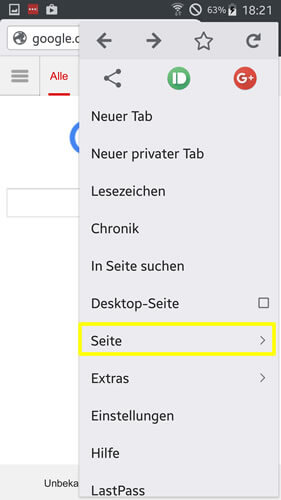 63% 18:21
google.c
Alle
G+
Neuer Tab
Neuer privater Tab
Lesezeichen
Chronik
In Seite suchen
Desktop-Seite
Seite
Extras
Einstellungen
Hilfe
Unbeka
LastPass